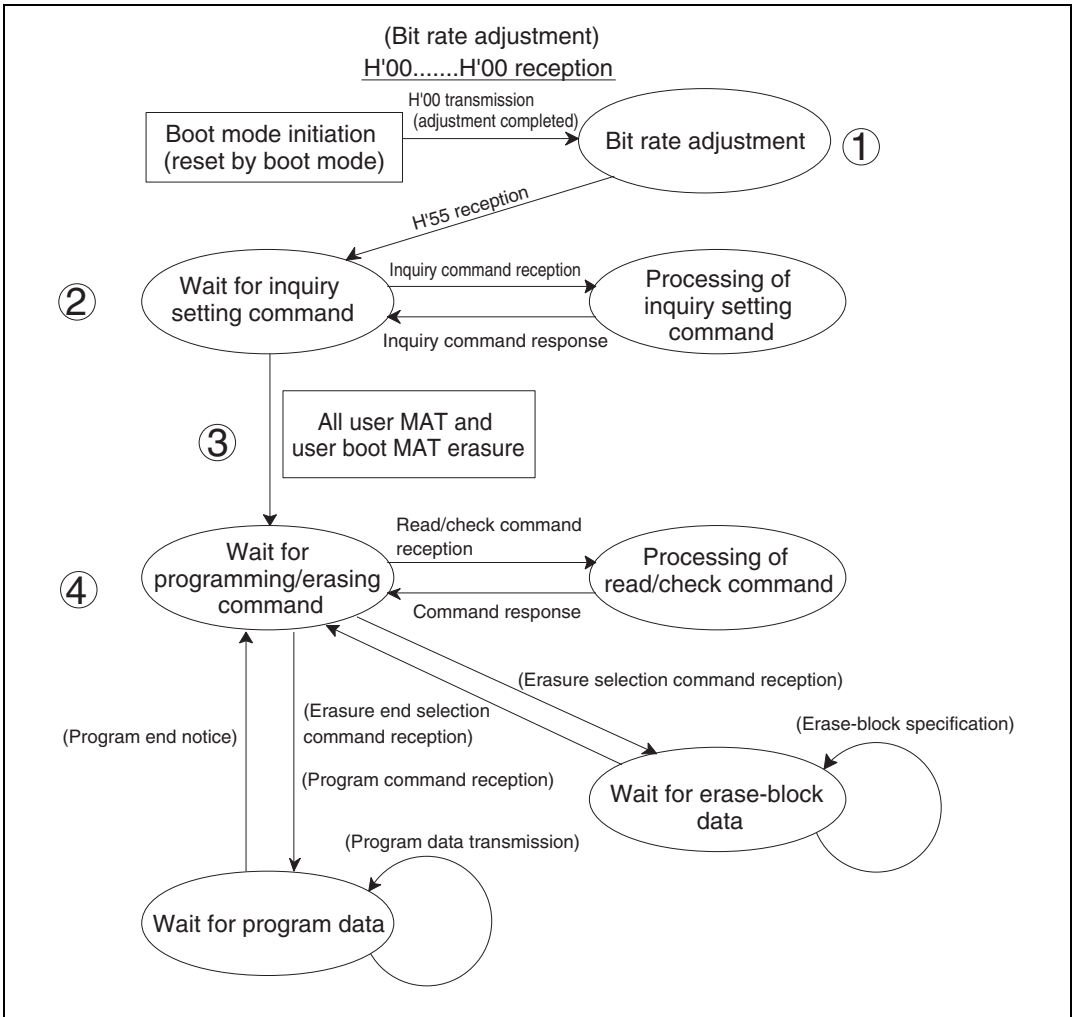 (Bit rate adjustment)
H'00.......H'00 reception
H'00 transmission
(adjustment completed)
Boot mode initiation
(reset by boot mode)
Bit rate adjustment
1
H'55 reception
2
Wait for inquiry
setting command
Inquiry command reception
Inquiry command response
Processing of
inquiry setting
command
3
All user MAT and
user boot MAT erasure
4
Wait for
programming/erasing
command
Read/check command
reception
Command response
Processing of
read/check command
(Erasure selection command reception)
(Erasure end selection
command reception)
(Program end notice)
(Program command reception)
(Erase-block specification)
Wait for erase-block
data
(Program data transmission)
Wait for program data